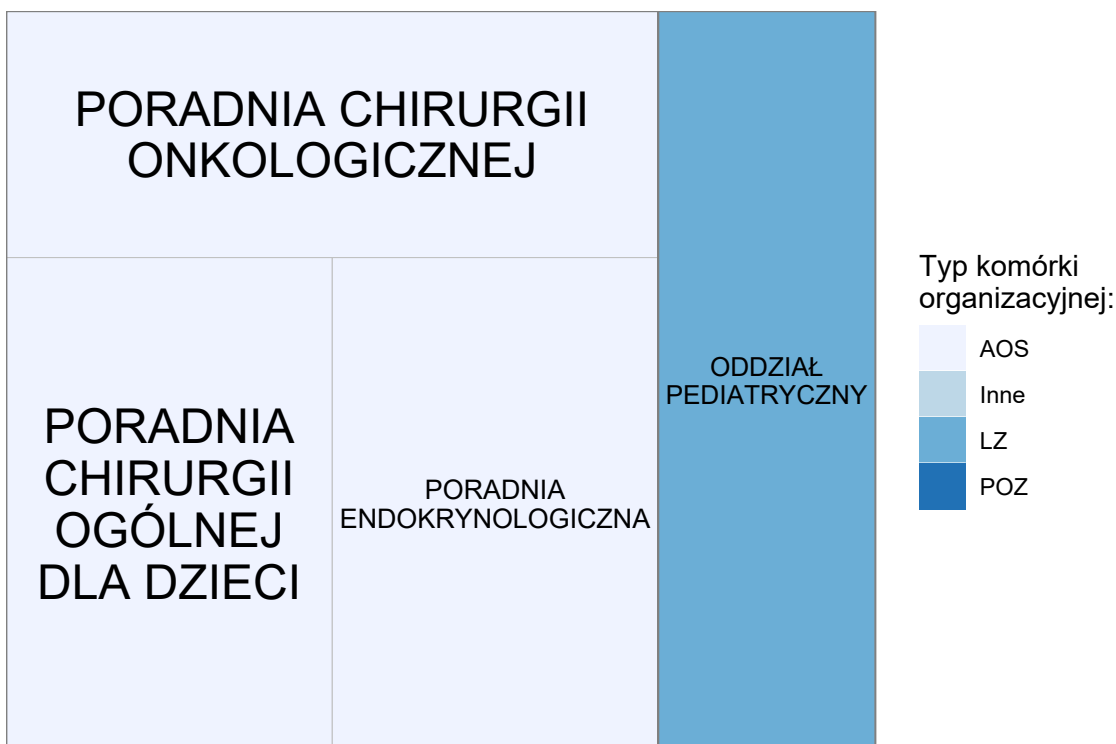 PORADNIA CHIRURGII
ONKOLOGICZNEJ
PORADNIA
CHIRURGII
OGÓLNEJ
DLA DZIECI
PORADNIA
ENDOKRYNOLOGICZNA
ODDZIAŁ
PEDIATRYCZNY
Typ komórki
organizacyjnej:
AOS
Inne
LZ
POZ